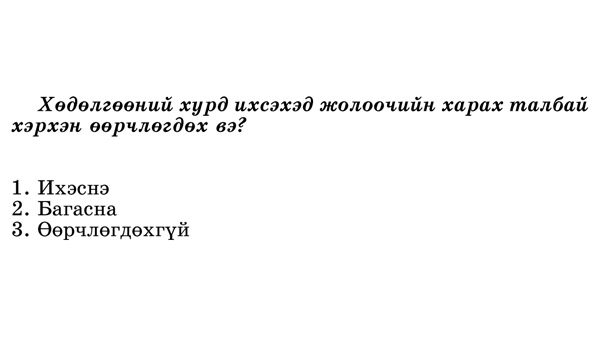 Хөдөлгөөний хурд ихсэхэд жолоочийн харах талбай
хэрхэн өөрчлөгдөх вэ?
1. Ихэснэ
2. Багасна
3. Өөрчлөгдөхгүй